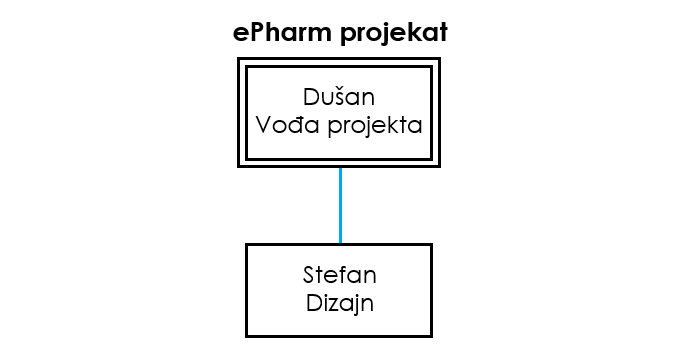 ePharm projekat
Dušan
Vođa projekta
Stefan
Dizajn